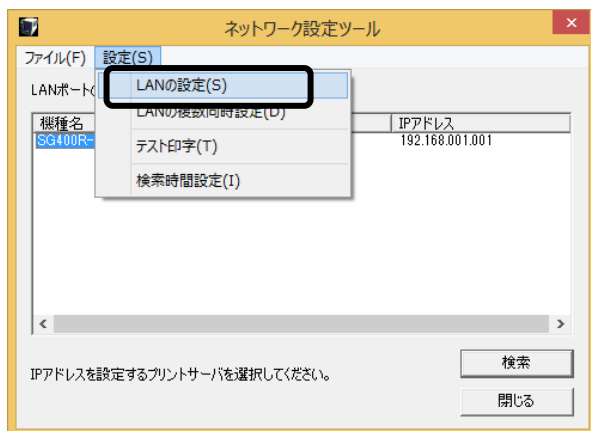 ネットワーク設定ツール
ファイル(F) 設定(S)
LANの設定(S)
LANポート
LANの複数同時設定(D)
機種名 IPアドレス
SG400R- 192.168.001.001
テスト印字(T)
検索時間設定(I)
IPアドレスを設定するプリントサーバを選択してください。
検索
閉じる